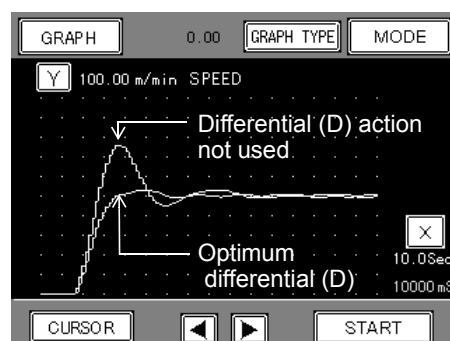 GRAPH 0.00 GRAPH TYPE MODE
Y 100.00 m/min SPEED
Differential (D) action
not used
X
Optimum
differential (D)
10.0Sec
10000 mS
CURSOR START